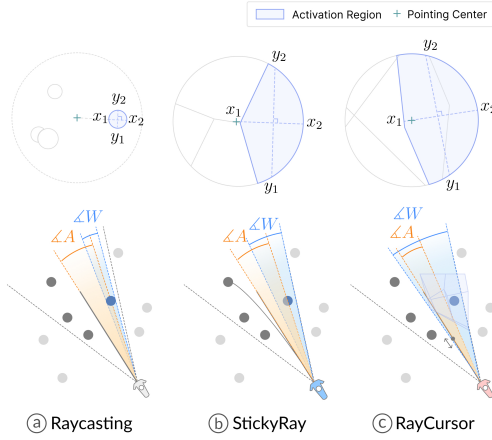 Activation Region + Pointing Center
y₂ y₂
y₂
x₁ x₂ x₁ x₂ x₁ x₂
y₁
y₁ y₁
∡W ∡W ∡W
∡A ∡A ∡A
a Raycasting b StickyRay c RayCursor